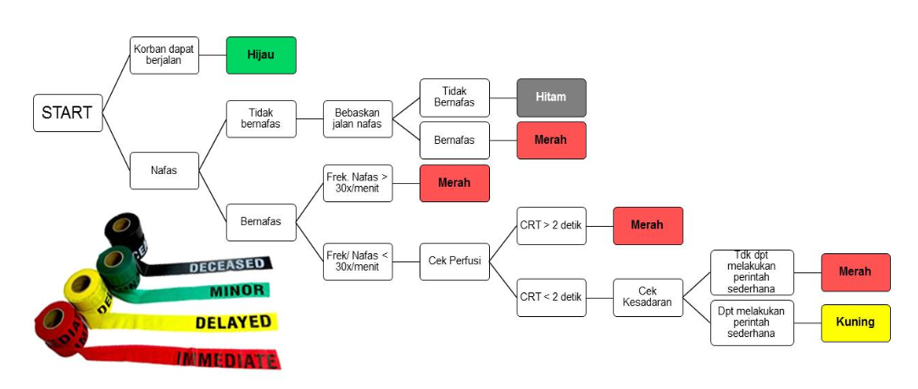 START
Korban dapat
berjalan
Hijau
Nafas
Tidak
bernafas
Bebaskan
jalan nafas
Tidak
Bernafas
Hitam
Bernafas
Merah
Bernafas
Frek. Nafas >
30x/menit
Merah
Frek/ Nafas <
30x/menit
Cek Perfusi
CRT > 2 detik
Merah
CRT < 2 detik
Cek
Kesadaran
Tdk dpt
melakukan
perintah
sederhana
Merah
Dpt melakukan
perintah
sederhana
Kuning
DECEASED
MINOR
DELAYED
IMMEDIATE